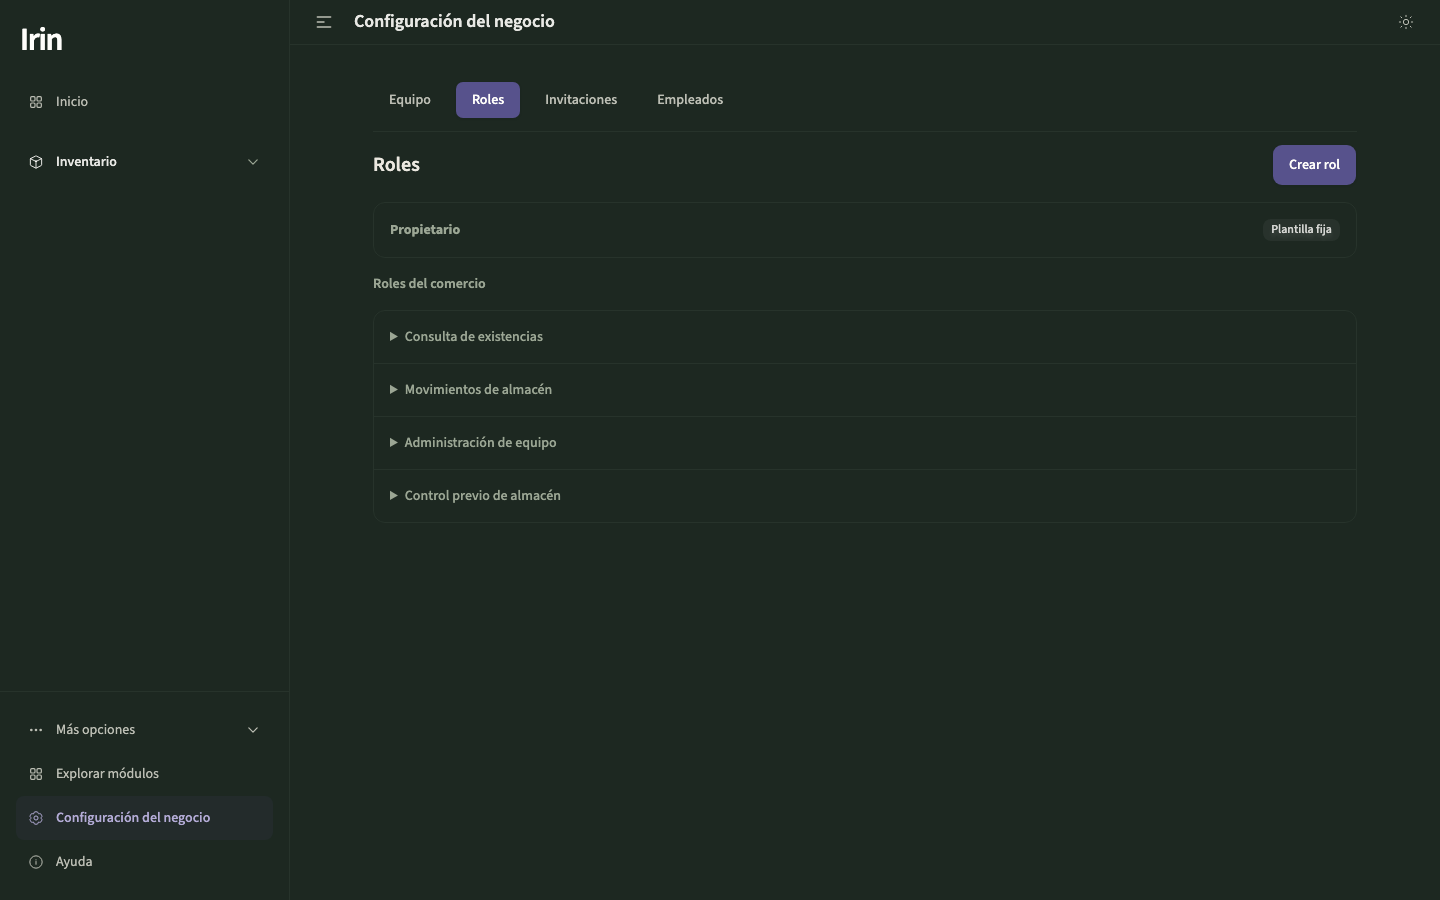 Irin
Inicio
Inventario
Más opciones
Explorar módulos
Configuración del negocio
Ayuda
Configuración del negocio
Equipo
Roles
Invitaciones
Empleados
Roles
Crear rol
Propietario
Plantilla fija
Roles del comercio
Consulta de existencias
Movimientos de almacén
Administración de equipo
Control previo de almacén